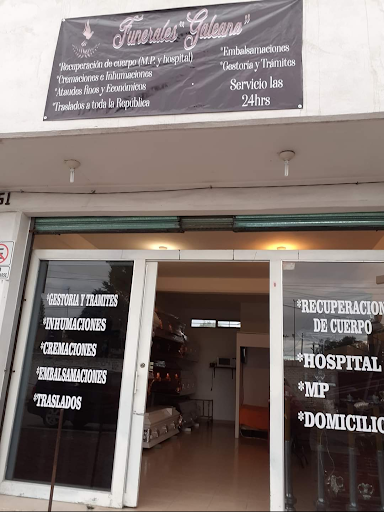 Funerales "Galeana"
*Recuperación de cuerpo (M.P. y hospital)
*Cremaciones e Inhumaciones
*Ataudes finos y Económicos
*Traslados a toda la República
*Embalsamaciones
*Gestoría y Trámites
Servicio las
24hrs
51
*GESTORIA Y TRAMITES
*INHUMACIONES
*CREMACIONES
*EMBALSAMACIONES
*TRASLADOS
*RECUPERACION
DE CUERPO
*HOSPITAL
*MP
*DOMICILIO